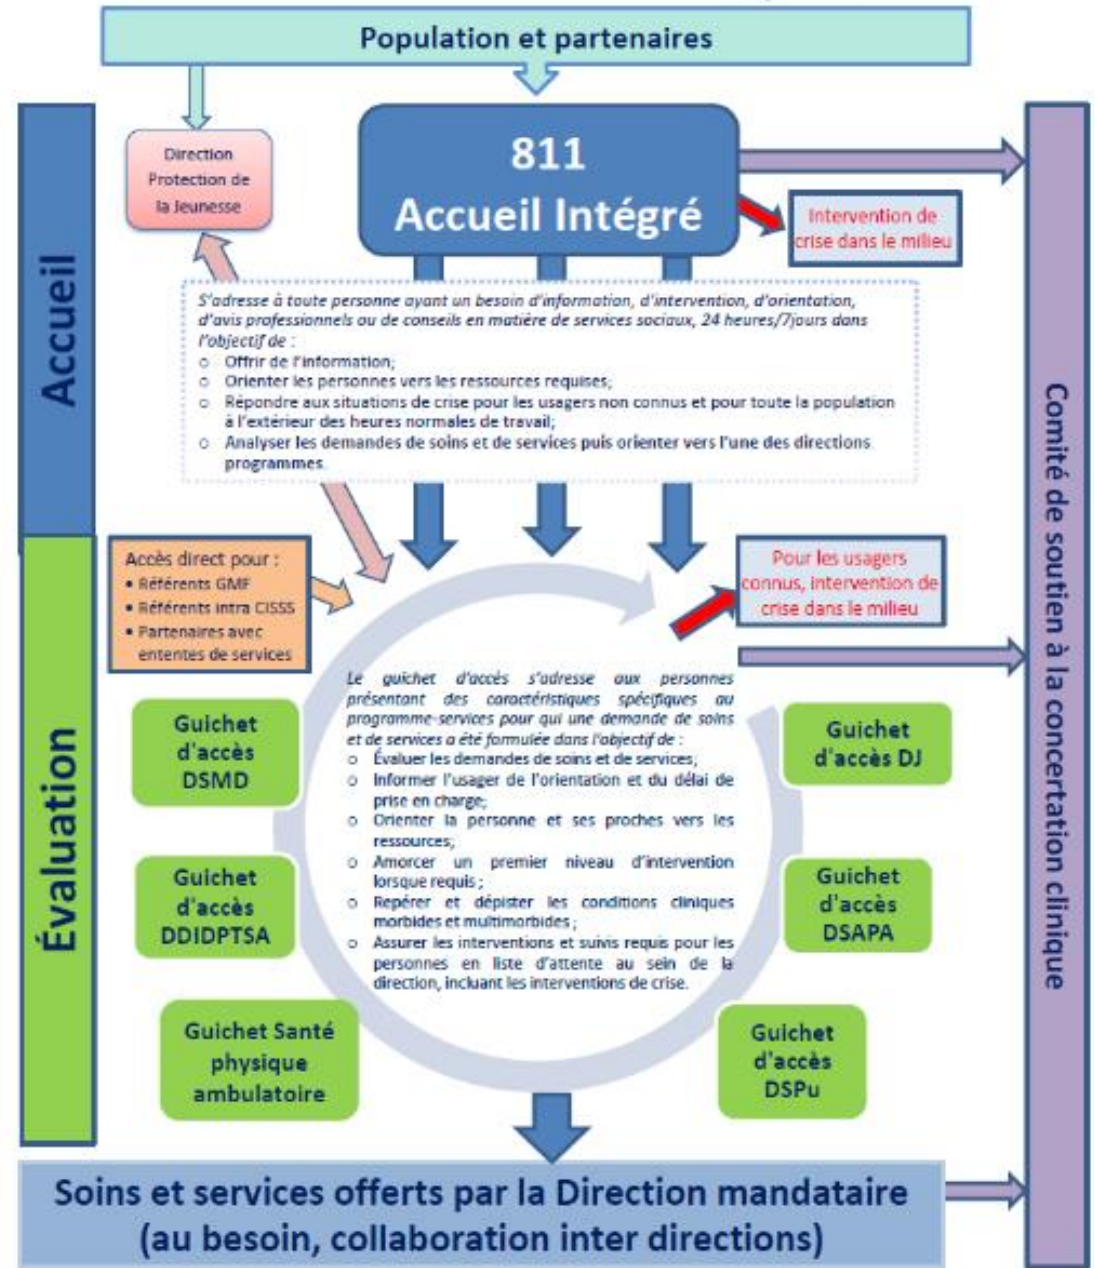 Population et partenaires
Accueil
Direction
Protection de
la Jeunesse
811
Accueil Intégré
Intervention de
crise dans le milieu
S'adresse à toute personne ayant un besoin d'information, d'intervention, d'orientation,
d'avis professionnels ou de conseils en matière de services sociaux, 24 heures/7jours dans
l'objectif de :
o Offrir de l'information;
o Orienter les personnes vers les ressources requises;
o Répondre aux situations de crise pour les usagers non connus et pour toute la population
à l'extérieur des heures normales de travail;
o Analyser les demandes de soins et de services puis orienter vers l'une des directions
programmes.
Évaluation
Accès direct pour :
• Référents GMF
• Référents intra CISSS
• Partenaires avec
ententes de services
Pour les usagers
connus, intervention de
crise dans le milieu
Le guichet d'accès s'adresse aux personnes
présentant des caractéristiques spécifiques au
programme-services pour qui une demande de soins
et de services a été formulée dans l'objectif de :
o Évaluer les demandes de soins et de services;
o Informer l'usager de l'orientation et du délai de
prise en charge;
o Orienter la personne et ses proches vers les
ressources;
o Amorcer un premier niveau d'intervention
lorsque requis ;
o Repérer et dépister les conditions cliniques
morbides et multimorbides ;
o Assurer les interventions et suivis requis pour les
personnes en liste d'attente au sein de la
direction, incluant les interventions de crise.
Guichet
d'accès
DSMD
Guichet
d'accès
DDIDPTSA
Guichet Santé
physique
ambulatoire
Guichet
d'accès DJ
Guichet
d'accès
DSAPA
Guichet
d'accès
DSPu
Comité de soutien à la concertation clinique
Soins et services offerts par la Direction mandataire
(au besoin, collaboration inter directions)